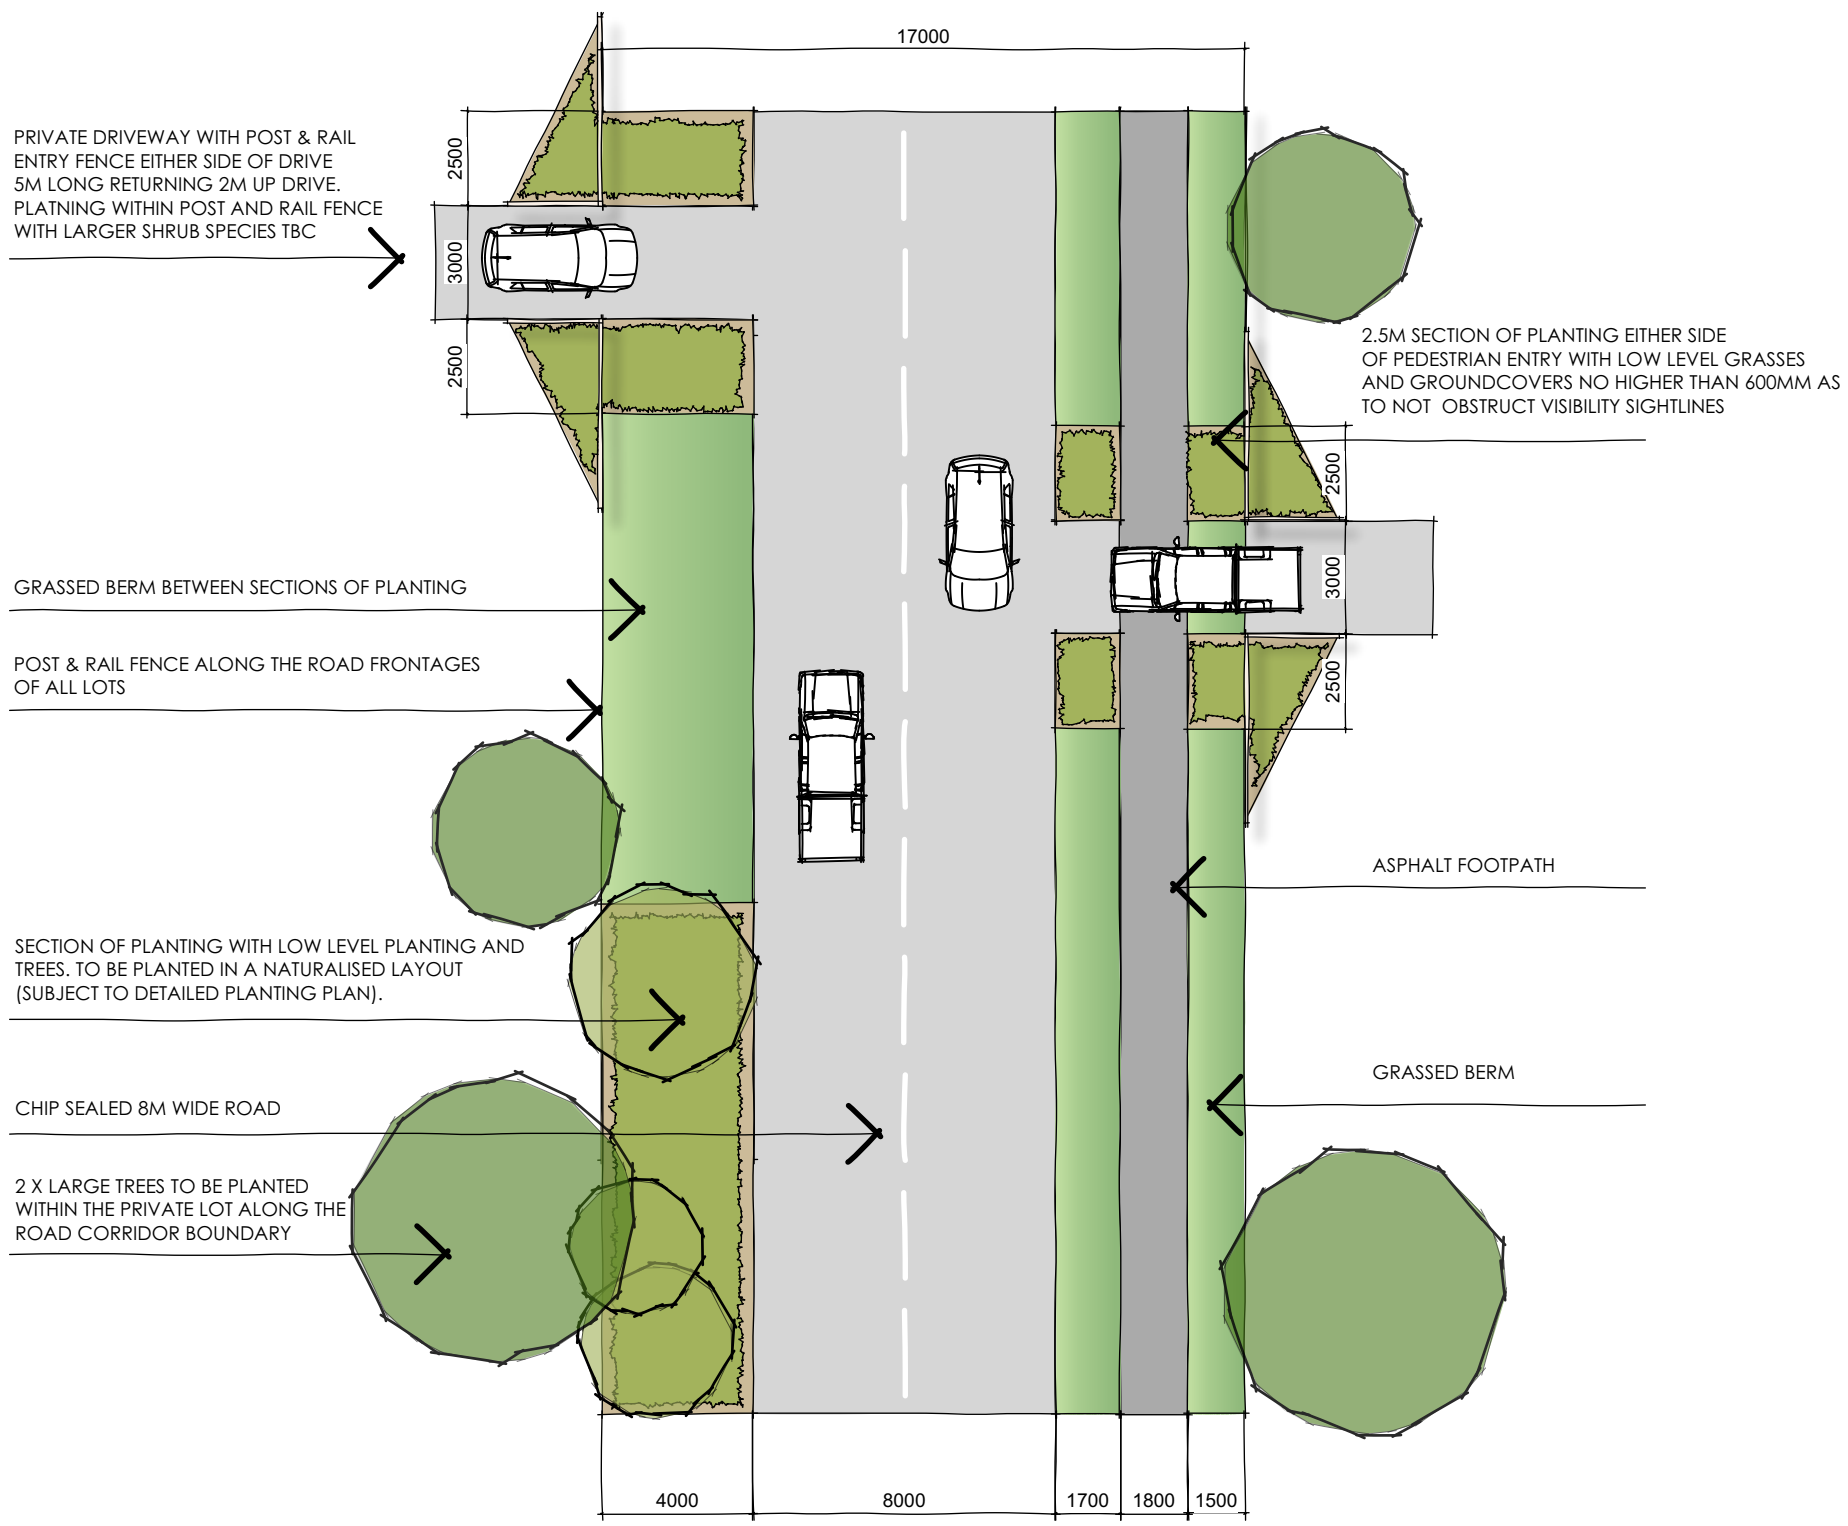 17000
PRIVATE DRIVEWAY WITH POST & RAIL
ENTRY FENCE EITHER SIDE OF DRIVE
5M LONG RETURNING 2M UP DRIVE.
PLATNING WITHIN POST AND RAIL FENCE
WITH LARGER SHRUB SPECIES TBC
2500
3000
2500
2.5M SECTION OF PLANTING EITHER SIDE
OF PEDESTRIAN ENTRY WITH LOW LEVEL GRASSES
AND GROUNDCOVERS NO HIGHER THAN 600MM AS
TO NOT OBSTRUCT VISIBILITY SIGHTLINES
2500
3000
2500
GRASSED BERM BETWEEN SECTIONS OF PLANTING
POST & RAIL FENCE ALONG THE ROAD FRONTAGES
OF ALL LOTS
ASPHALT FOOTPATH
SECTION OF PLANTING WITH LOW LEVEL PLANTING AND
TREES. TO BE PLANTED IN A NATURALISED LAYOUT
(SUBJECT TO DETAILED PLANTING PLAN).
GRASSED BERM
CHIP SEALED 8M WIDE ROAD
2 X LARGE TREES TO BE PLANTED
WITHIN THE PRIVATE LOT ALONG THE
ROAD CORRIDOR BOUNDARY
4000
8000
1700
1800
1500